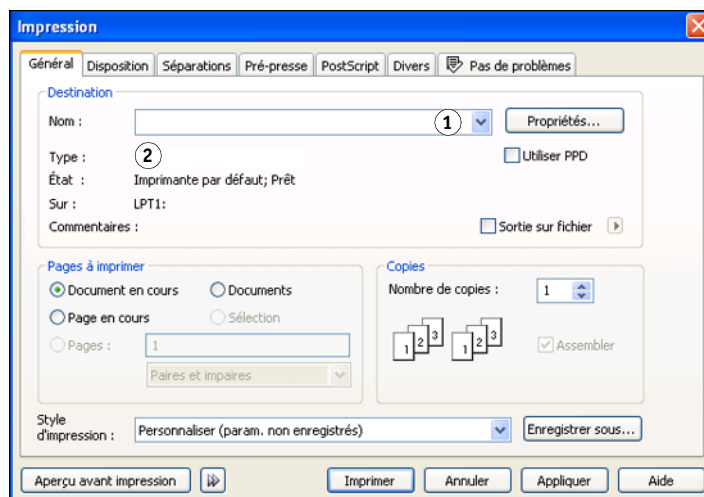 Impression
Général Disposition Séparations Pré-presse PostScript Divers Pas de problèmes
Destination
Nom : 1 Propriétés...
Type : 2 Utiliser PPD
État : Imprimante par défaut; Prêt
Sur : LPT1:
Commentaires : Sortie sur fichier
Pages à imprimer
Document en cours Documents
Page en cours Sélection
Pages : 1
Paires et impaires
Copies
Nombre de copies : 1
1 2 3 1 2 3
Assembler
Style
d'impression : Personnaliser (param. non enregistrés) Enregistrer sous...
Aperçu avant impression Imprimer Annuler Appliquer Aide